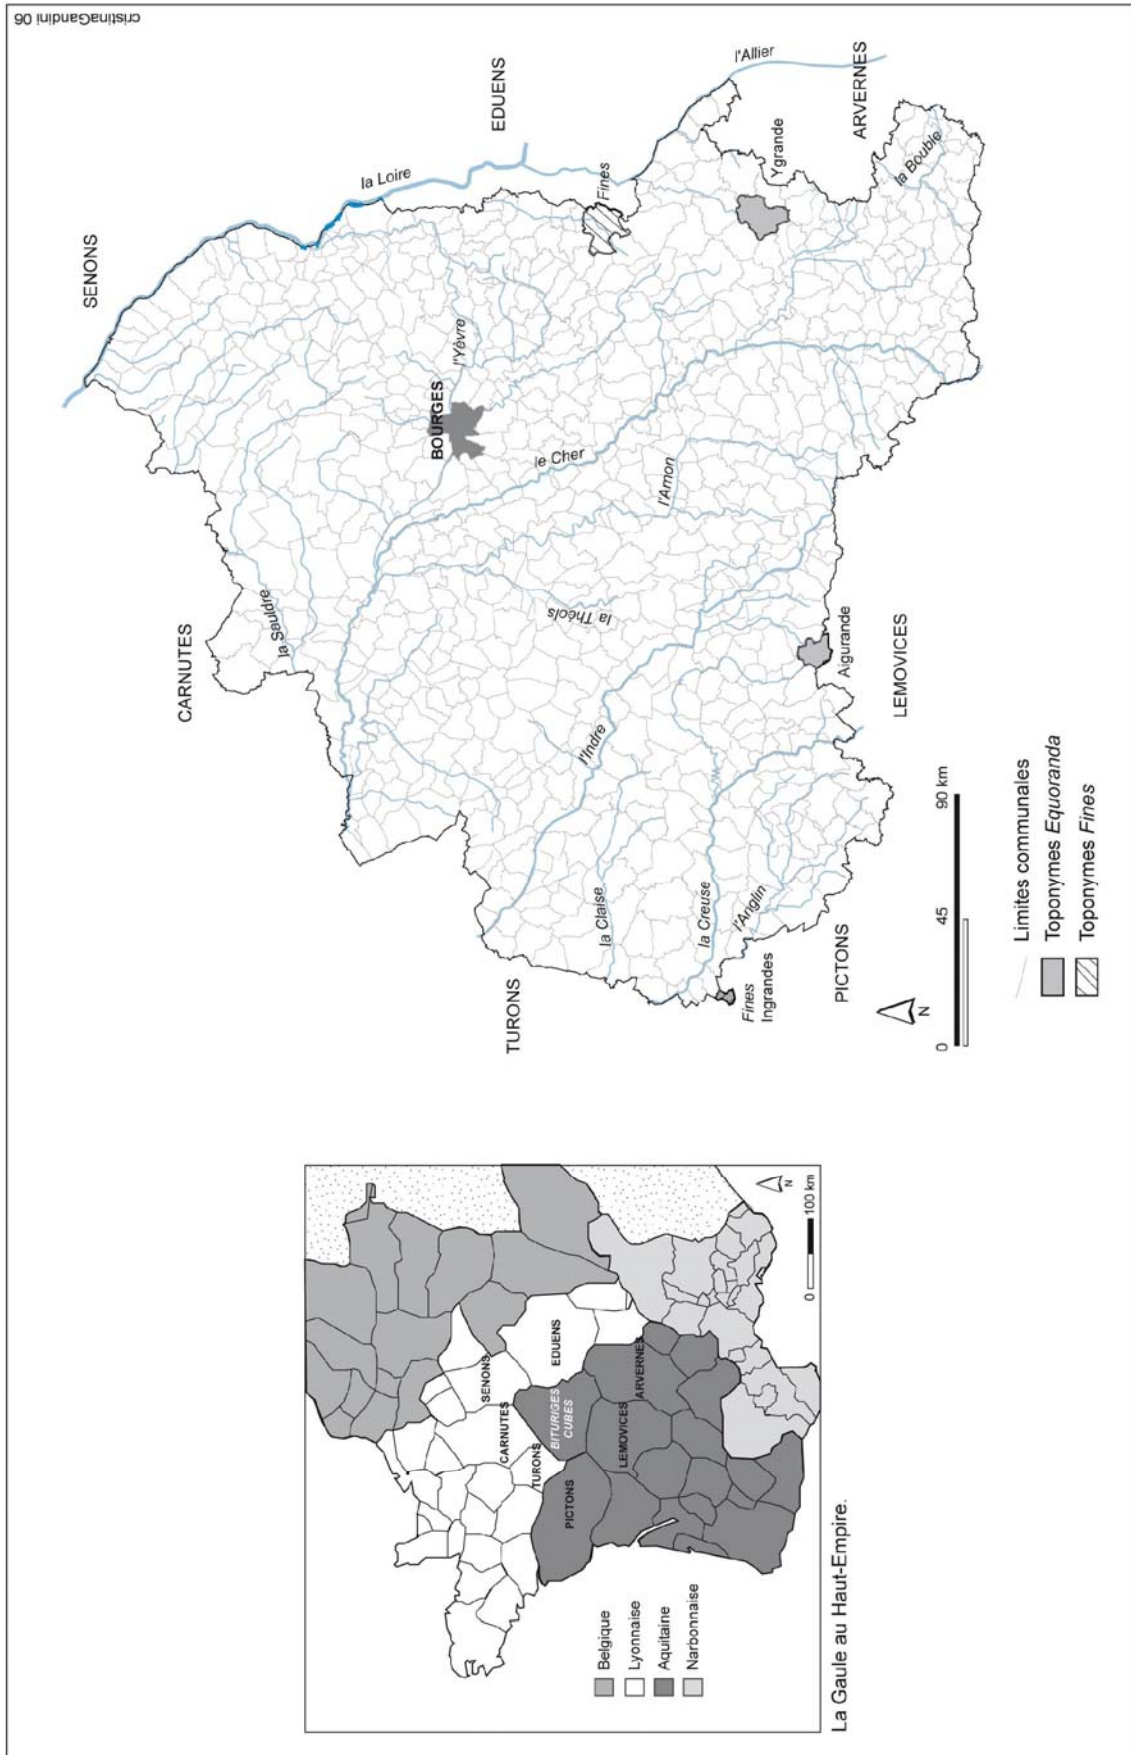 cristinaGandini 06
SENONS
EDUENS
l'Allier
ARVERNES
la Loire
Fines
Ygrande
la Bouble
CARNUTES
la Sauldre
l'Yèvre
BOURGES
le Cher
l'Arnon
la Théols
Aigurande
LEMOVICES
l'Indre
TURONS
la Claise
la Creuse
l'Anglin
Fines
Ingrandes
PICTONS
N
0
45
90 km
Limites communales
Toponymes Equoranda
Toponymes Fines
SENONS
CARNUTES
TURONS
EDUENS
BITURIGES
CUBES
PICTONS
LEMOVICES
ARVERNES
N
0
100 km
Belgique
Lyonnaise
Aquitaine
Narbonnaise
La Gaule au Haut-Empire.